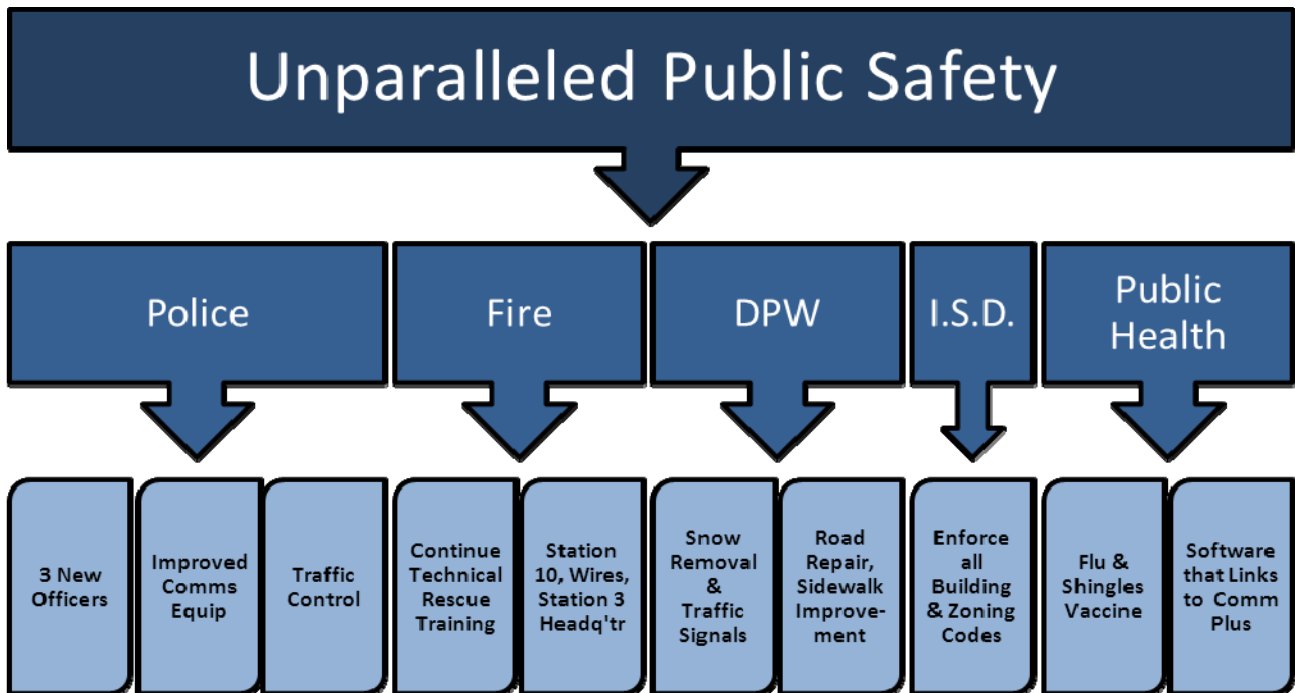 Unparalleled Public Safety
Police
Fire
DPW
I.S.D.
Public
Health
3 New
Officers
Improved
Comms
Equip
Traffic
Control
Continue
Technical
Rescue
Training
Station
10, Wires,
Station 3
Headq'tr
Snow
Removal
&
Traffic
Signals
Road
Repair,
Sidewalk
Improve-
ment
Enforce
all
Building
& Zoning
Codes
Flu &
Shingles
Vaccine
Software
that Links
to Comm
Plus